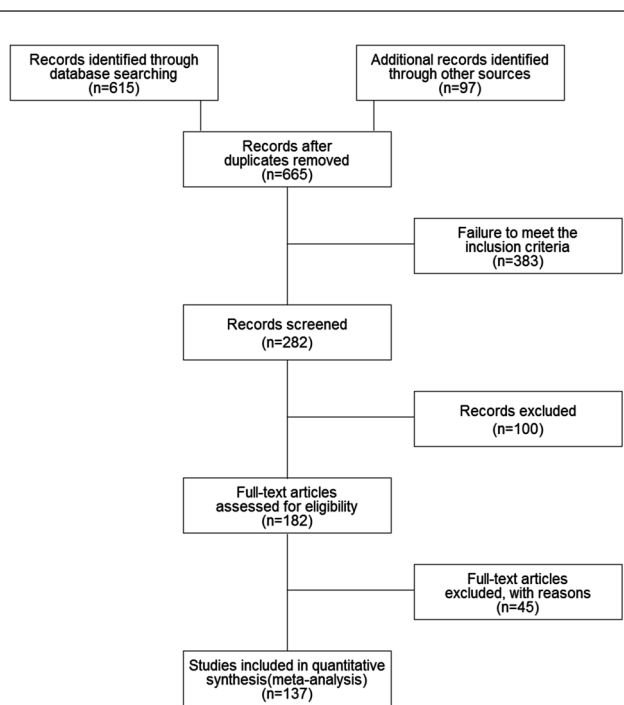 Records identified through
database searching
(n=615)
Additional records identified
through other sources
(n=97)
Records after
duplicates removed
(n=665)
Failure to meet the
inclusion criteria
(n=383)
Records screened
(n=282)
Records excluded
(n=100)
Full-text articles
assessed for eligibility
(n=182)
Full-text articles
excluded, with reasons
(n=45)
Studies included in quantitative
synthesis(meta-analysis)
(n=137)